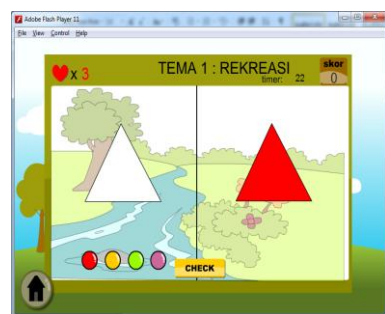 Adobe Flash Player 11
File View Control Help
x 3
TEMA 1 : REKREASI
timer: 22
skor
0
CHECK